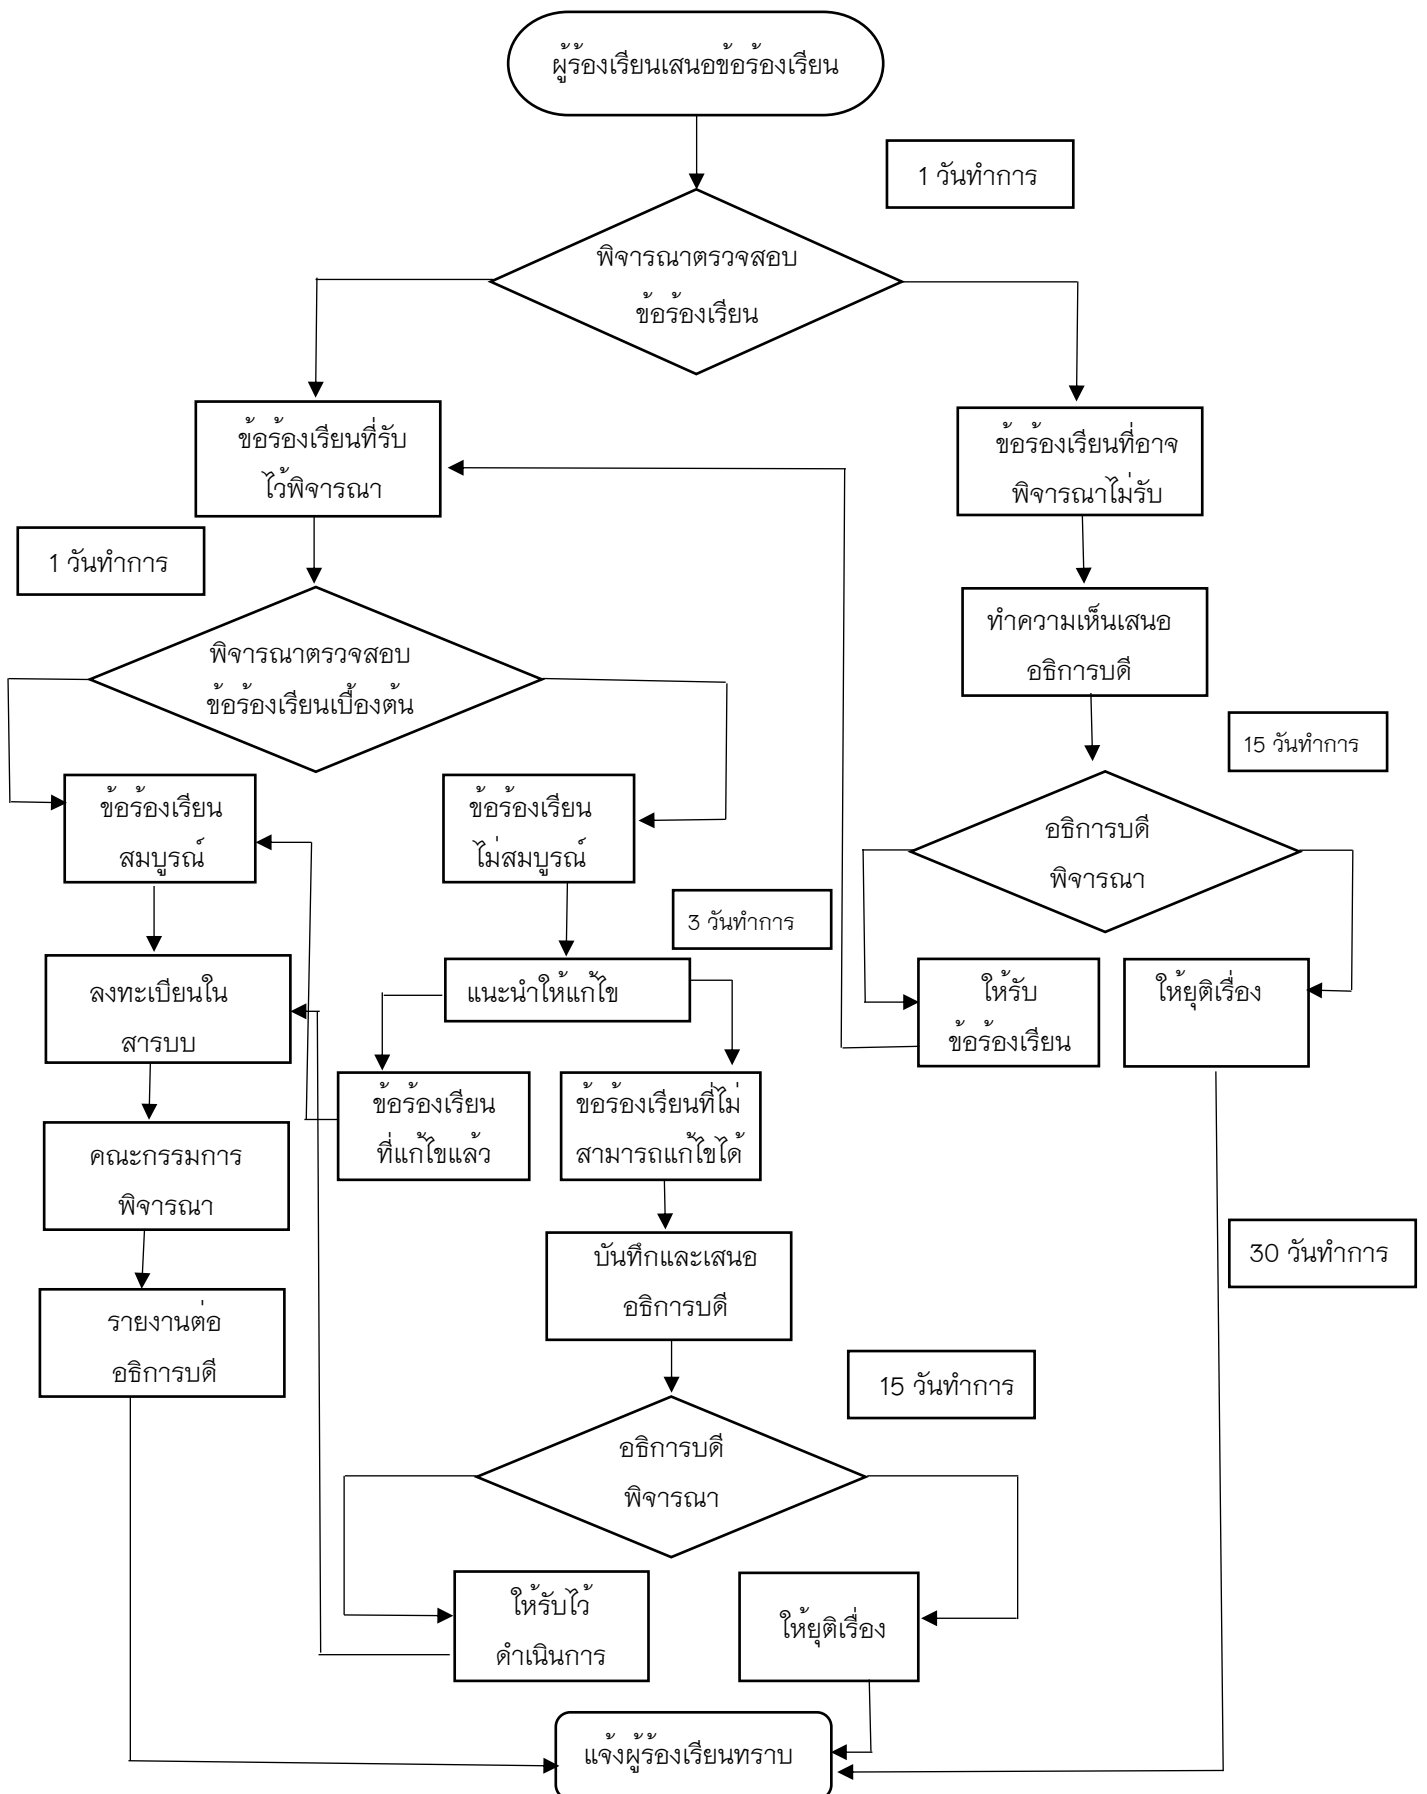 ผู้ร้องเรียนเสนอข้อร้องเรียน
1 วันทำการ
พิจารณาตรวจสอบ
ข้อร้องเรียน
ข้อร้องเรียนที่รับ
ไว้พิจารณา
ข้อร้องเรียนที่อาจ
พิจารณาไม่รับ
1 วันทำการ
ทำความเห็นเสนอ
อธิการบดี
พิจารณาตรวจสอบ
ข้อร้องเรียนเบื้องต้น
15 วันทำการ
ข้อร้องเรียน
สมบูรณ์
ข้อร้องเรียน
ไม่สมบูรณ์
อธิการบดี
พิจารณา
3 วันทำการ
ลงทะเบียนใน
สารบบ
แนะนำให้แก้ไข
ให้รับ
ข้อร้องเรียน
ให้ยุติเรื่อง
ข้อร้องเรียน
ที่แก้ไขแล้ว
ข้อร้องเรียนที่ไม่
สามารถแก้ไขได้
คณะกรรมการ
พิจารณา
บันทึกและเสนอ
อธิการบดี
30 วันทำการ
รายงานต่อ
อธิการบดี
15 วันทำการ
อธิการบดี
พิจารณา
ให้รับไว้
ดำเนินการ
ให้ยุติเรื่อง
แจ้งผู้ร้องเรียนทราบ